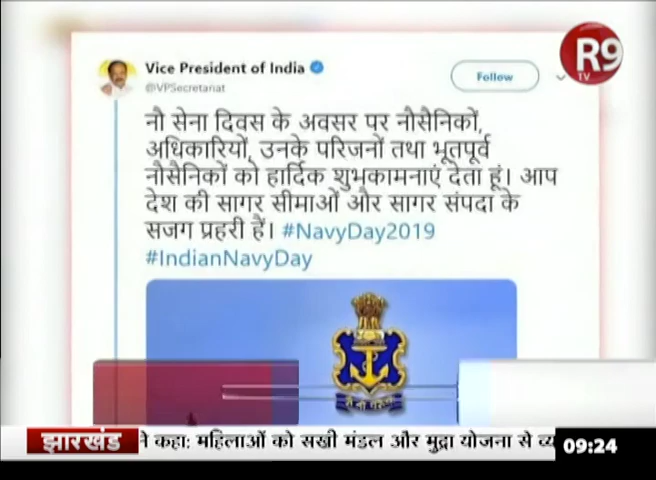 R9
TV
Vice President of India
@VPSecretariat
Follow
नौ सेना दिवस के अवसर पर नौसैनिकों,
अधिकारियों, उनके परिजनों तथा भूतपूर्व
नौसैनिकों को हार्दिक शुभकामनाएं देता हूं। आप
देश की सागर सीमाओं और सागर संपदा के
सजग प्रहरी हैं। #NavyDay2019
#IndianNavyDay
झारखंड
ने कहा: महिलाओं को सखी मंडल और मुद्रा योजना से
09:24